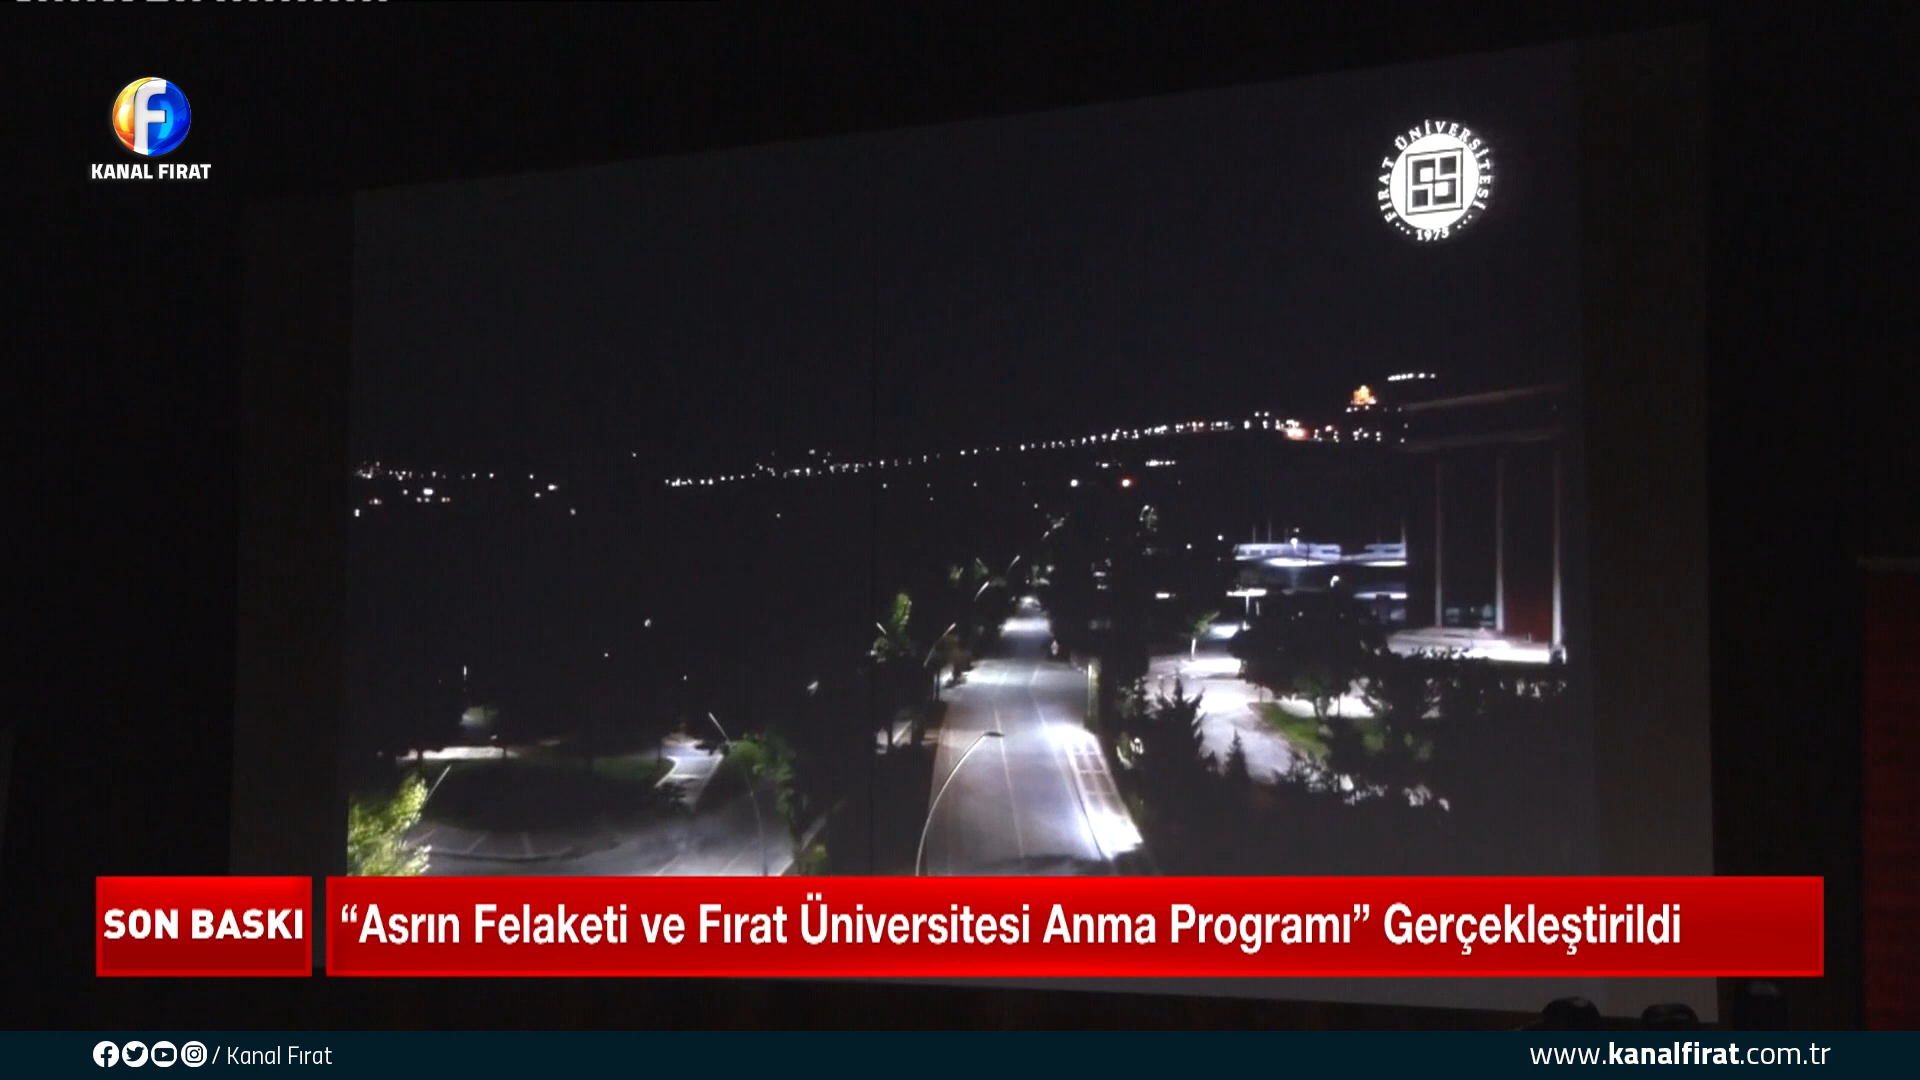 KANAL FIRAT
FIRAT ÜNİVERSİTESİ
1975
SON BASKI
“Asrın Felaketi ve Fırat Üniversitesi Anma Programı” Gerçekleştirildi
/ Kanal Fırat
www.kanalfirat.com.tr